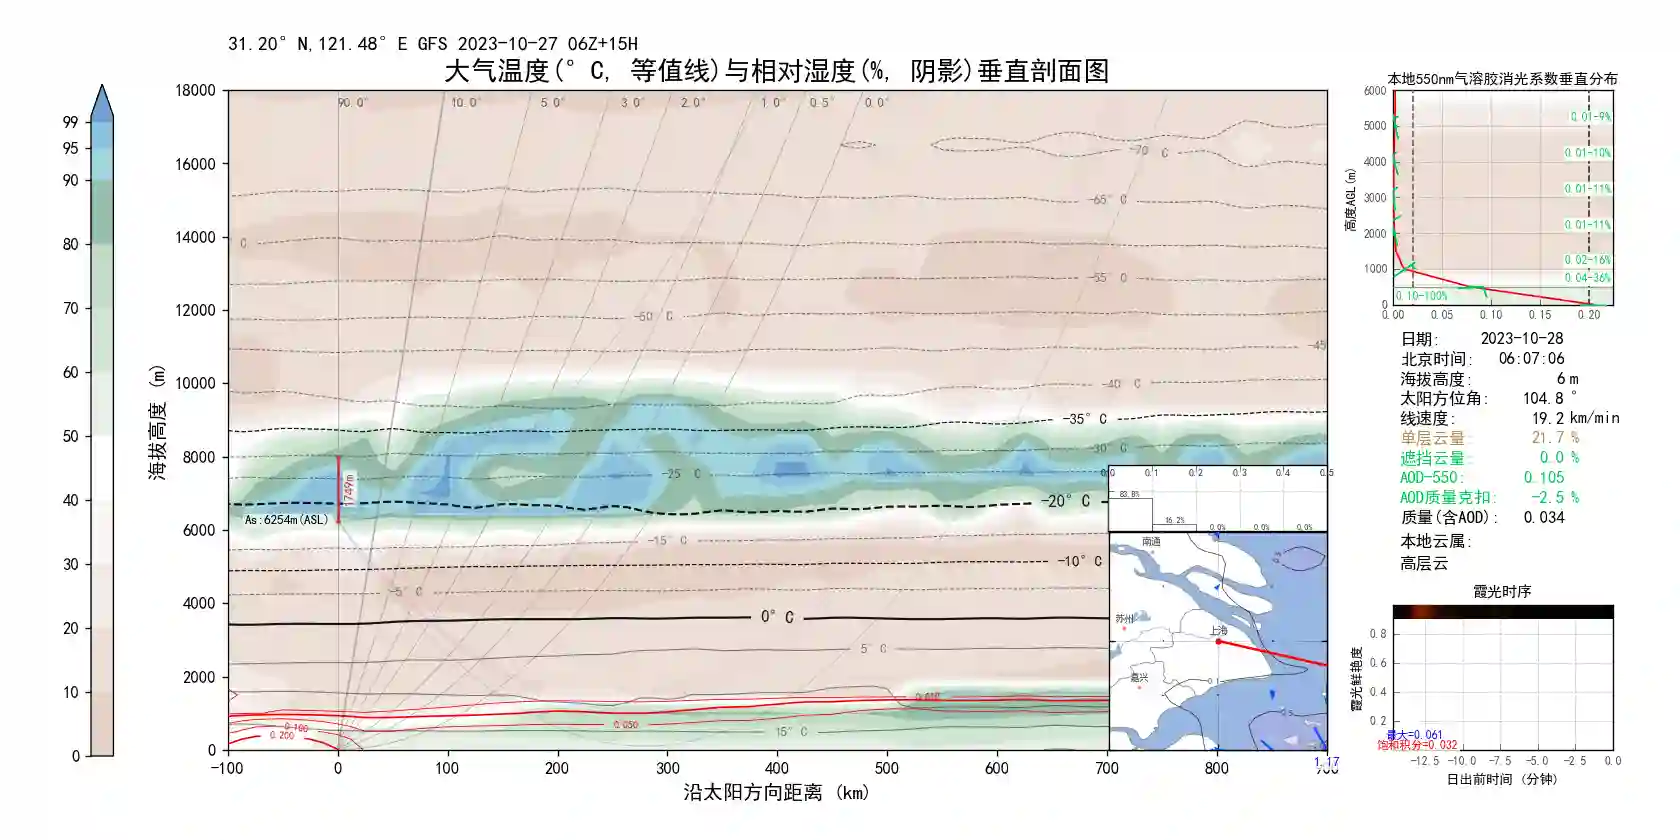 31.20° N,121.48° E GFS 2023-10-27 06Z+15H
大气温度(° C, 等值线)与相对湿度(%, 阴影)垂直剖面图
99
95
90
80
70
60
50
40
30
20
10
0
海拔高度 (m)
18000
16000
14000
12000
10000
8000
6000
4000
2000
0
90.0° 10.0° 5.0° 3.0° 2.0° 1.0° 0.5° 0.0°
-70 ° C
-65 ° C
° C
-55 ° C
-50 ° C
-45
-40 ° C
-35° C
-30 ° C
-25 ° C
-20° C
-15 ° C
-10° C
-5 ° C
0° C
5 ° C
15 ° C
1749m
As:6254m(ASL)
0.050
0.100
0.200
-100 0 100 200 300 400 500 600 700 800 900
沿太阳方向距离 (km)
1.17
0.0 0.1 0.2 0.3 0.4 0.5
83.8%
16.2%
0.0% 0.0% 0.0%
南通
苏州
上海
嘉兴
0.1
本地550nm气溶胶消光系数垂直分布
高度AGL(m)
6000
5000
4000
3000
2000
1000
0
0.01-9%
0.01-10%
0.01-11%
0.01-11%
0.02-16%
0.04-36%
0.10-100%
0.00 0.05 0.10 0.15 0.20
日期: 2023-10-28
北京时间: 06:07:06
海拔高度: 6 m
太阳方位角: 104.8 °
线速度: 19.2 km/min
单层云量: 21.7 %
遮挡云量: 0.0 %
AOD-550: 0.105
AOD质量克扣: -2.5 %
质量(含AOD): 0.034
本地云属:
高层云
霞光时序
霞光鲜艳度
0.8
0.6
0.4
0.2
最大=0.061
饱和积分=0.032
-12.5 -10.0 -7.5 -5.0 -2.5 0.0
日出前时间 (分钟)